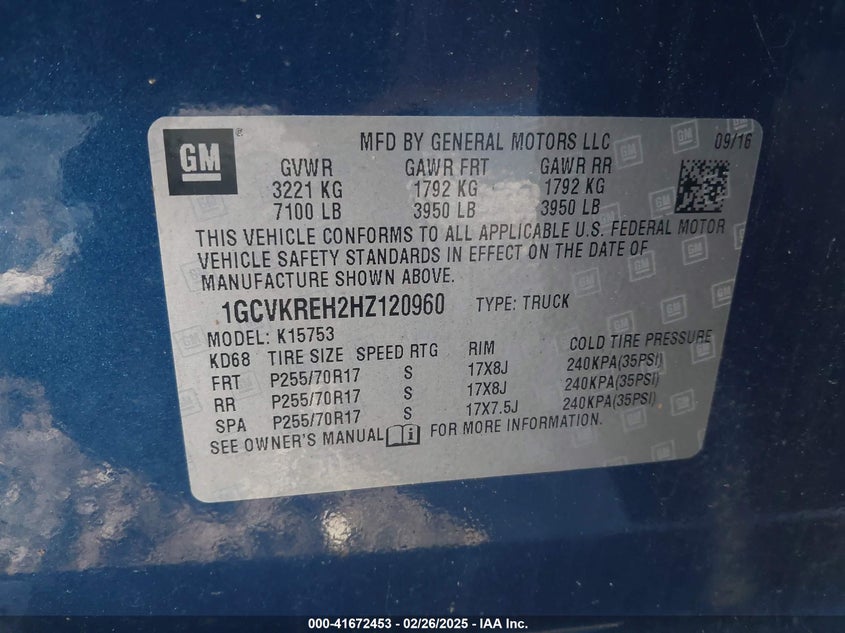 GM ® MFD BY GENERAL MOTORS LLC 09/16
GVWR GAWR FRT GAWR RR
3221 KG 1792 KG 1792 KG
7100 LB 3950 LB 3950 LB
THIS VEHICLE CONFORMS TO ALL APPLICABLE U.S. FEDERAL MOTOR
VEHICLE SAFETY STANDARDS IN EFFECT ON THE DATE OF
MANUFACTURE SHOWN ABOVE.
1GCVKREH2HZ120960 TYPE: TRUCK
MODEL: K15753
KD68 TIRE SIZE SPEED RTG RIM COLD TIRE PRESSURE
FRT P255/70R17 S 17X8J 240KPA(35PSI)
RR P255/70R17 S 17X8J 240KPA(35PSI)
SPA P255/70R17 S 17X7.5J 240KPA(35PSI)
SEE OWNER'S MANUAL i FOR MORE INFORMATION.
000-41672453 - 02/26/2025 - IAA Inc.